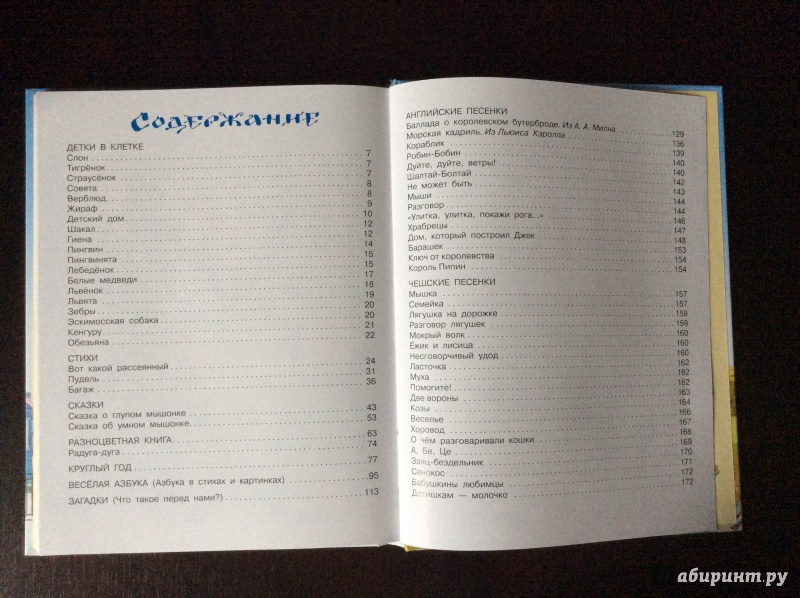 Содержание
ДЕТКИ В КЛЕТКЕ
Слон 7
Тигрёнок 7
Страусёнок 7
Совята 8
Верблюд 8
Жираф 9
Детский дом 10
Шакал 12
Гиена 12
Пингвин 14
Пингвинята 15
Лебедёнок 15
Белые медведи 17
Львёнок 18
Львята 19
Зебры 20
Эскимосская собака 20
Кенгуру 21
Обезьяна 22
СТИХИ
Вот какой рассеянный 24
Пудель 31
Багаж 36
СКАЗКИ
Сказка о глупом мышонке 43
Сказка об умном мышонке 53
РАЗНОЦВЕТНАЯ КНИГА 63
Радуга-дуга 74
КРУГЛЫЙ ГОД 77
ВЕСЁЛАЯ АЗБУКА (Азбука в стихах и картинках) 95
ЗАГАДКИ (Что такое перед нами?) 113
АНГЛИЙСКИЕ ПЕСЕНКИ
Баллада о королевском бутерброде. Из А. А. Милна 129
Морская кадриль. Из Льюиса Кэролла 136
Кораблик 139
Робин-Бобин 140
Дуйте, дуйте, ветры! 140
Шалтай-Болтай 142
Не может быть 143
Мыши 144
Разговор 144
«Улитка, улитка, покажи рога...» 146
Храбрецы 147
Дом, который построил Джек 148
Барашек 153
Ключ от королевства 154
Король Пипин 154
ЧЕШСКИЕ ПЕСЕНКИ
Мышка 157
Семейка 157
Лягушка на дорожке 158
Разговор лягушек 159
Мокрый волк 160
Ёжик и лисица 160
Несговорчивый удод 160
Ласточка 162
Муха 162
Помогите! 162
Две вороны 163
Козы 164
Веселье 166
Хоровод 167
О чём разговаривали кошки 168
А, Бе, Це 169
Заяц-бездельник 170
Сенокос 171
Бабушкины любимцы 172
Детишкам — молочко 172
абиринт.ру